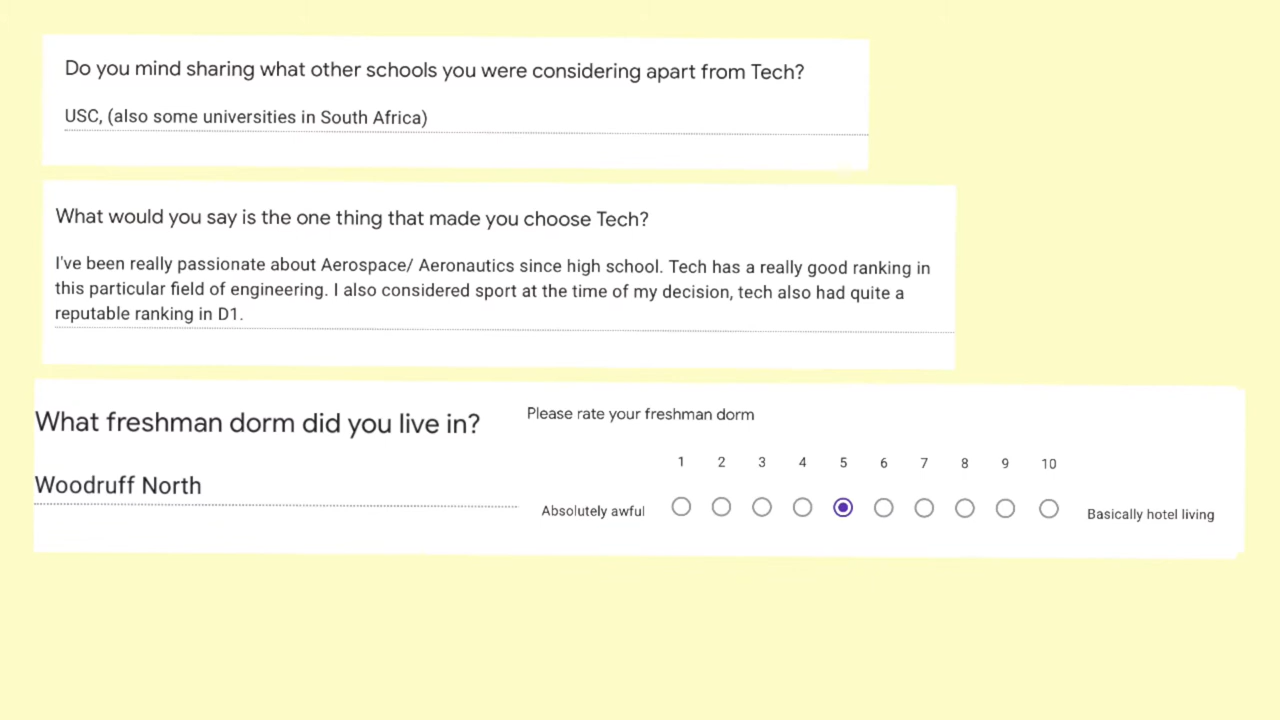 Do you mind sharing what other schools you were considering apart from Tech?
USC, (also some universities in South Africa)
What would you say is the one thing that made you choose Tech?
I've been really passionate about Aerospace/ Aeronautics since high school. Tech has a really good ranking in
this particular field of engineering. I also considered sport at the time of my decision, tech also had quite a
reputable ranking in D1.
What freshman dorm did you live in?
Woodruff North
Please rate your freshman dorm
1 2 3 4 5 6 7 8 9 10
Absolutely awful Basically hotel living